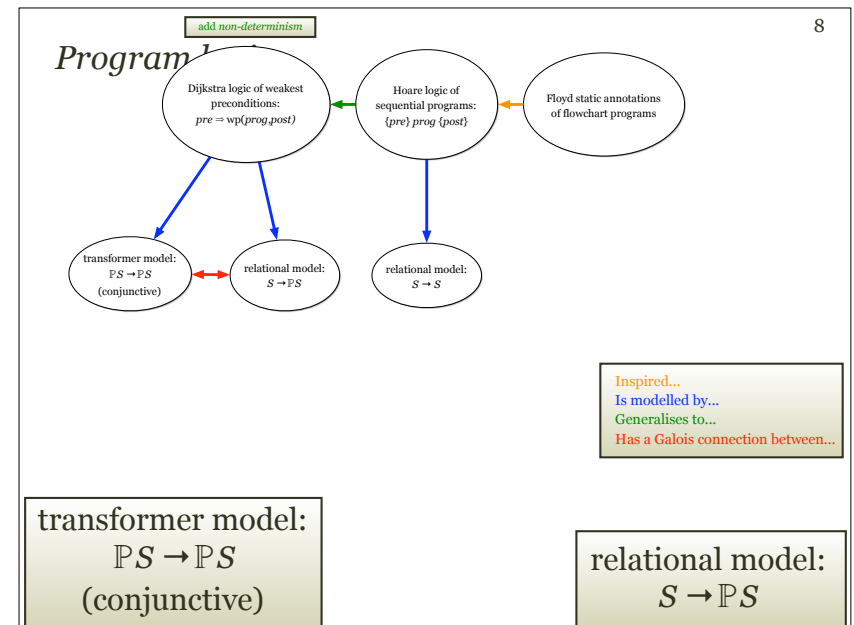 add non-determinism
8
Program
Dijkstra logic of weakest
preconditions:
pre ⇒ wp(prog,post)
Hoare logic of
sequential programs:
{pre} prog {post}
Floyd static annotations
of flowchart programs
transformer model:
ℙS → ℙS
(conjunctive)
relational model:
S → ℙS
relational model:
S → S
Inspired...
Is modelled by...
Generalises to...
Has a Galois connection between...
transformer model:
ℙS → ℙS
(conjunctive)
relational model:
S → ℙS